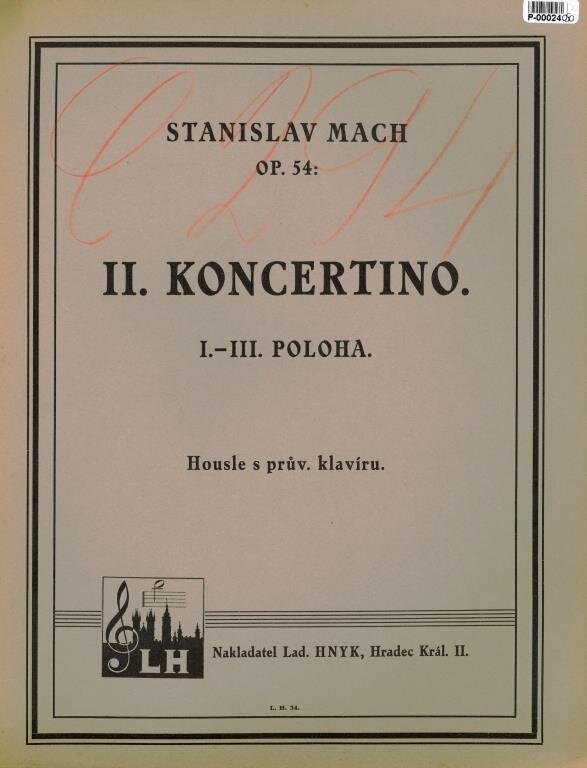 P-00024
C 294
STANISLAV MACH
OP. 54:
II. KONCERTINO.
I.–III. POLOHA.
Housle s prův. klavíru.
LH
Nakladatel Lad. HNYK, Hradec Král. II.
L. H. 34.